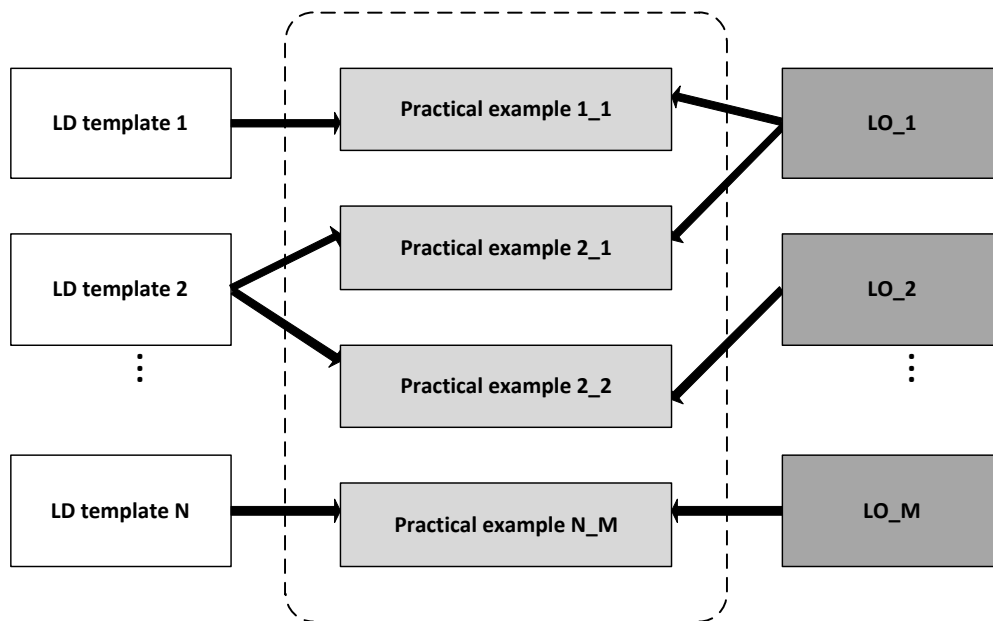 LD template 1
Practical example 1_1
LO_1
LD template 2
Practical example 2_1
LO_2
Practical example 2_2
LD template N
Practical example N_M
LO_M